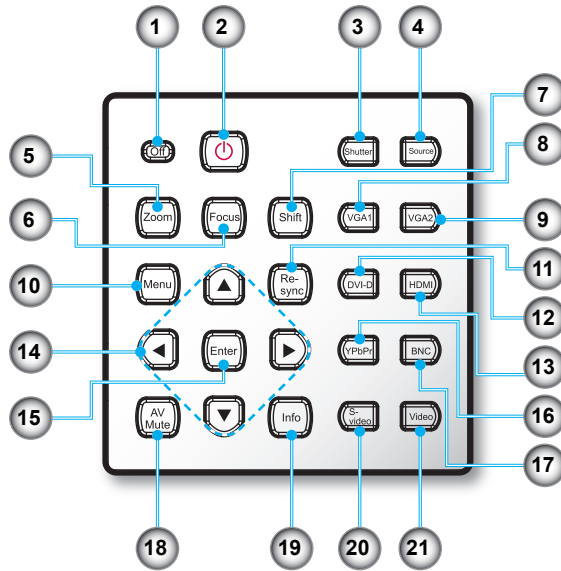 1 2 3 4
7
Off Shutter Source
8
5
Zoom Focus Shift VGA1 VGA2
6 9
11
10 Menu Re-
sync DVI-D HDMI
12
14 Enter YPbPr BNC
13
15
16
AV
Mute Info S-
video Video
17
18 19 20 21